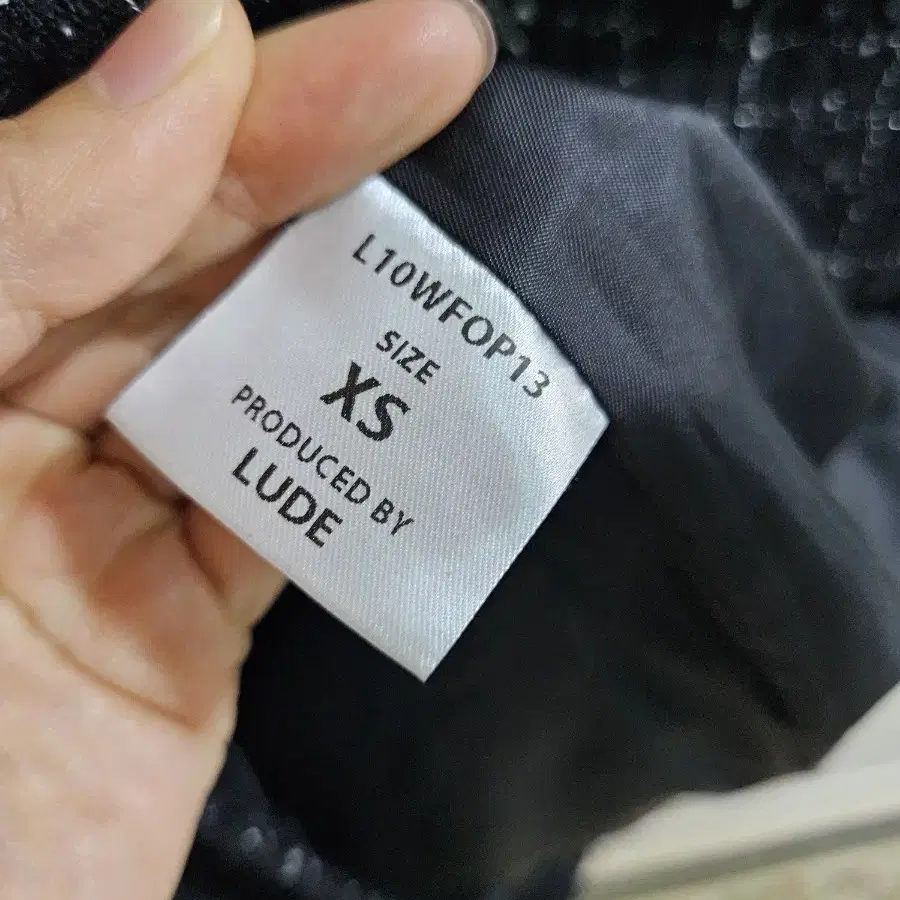 L10WFOP13
SIZE
XS
PRODUCED BY
LUDE